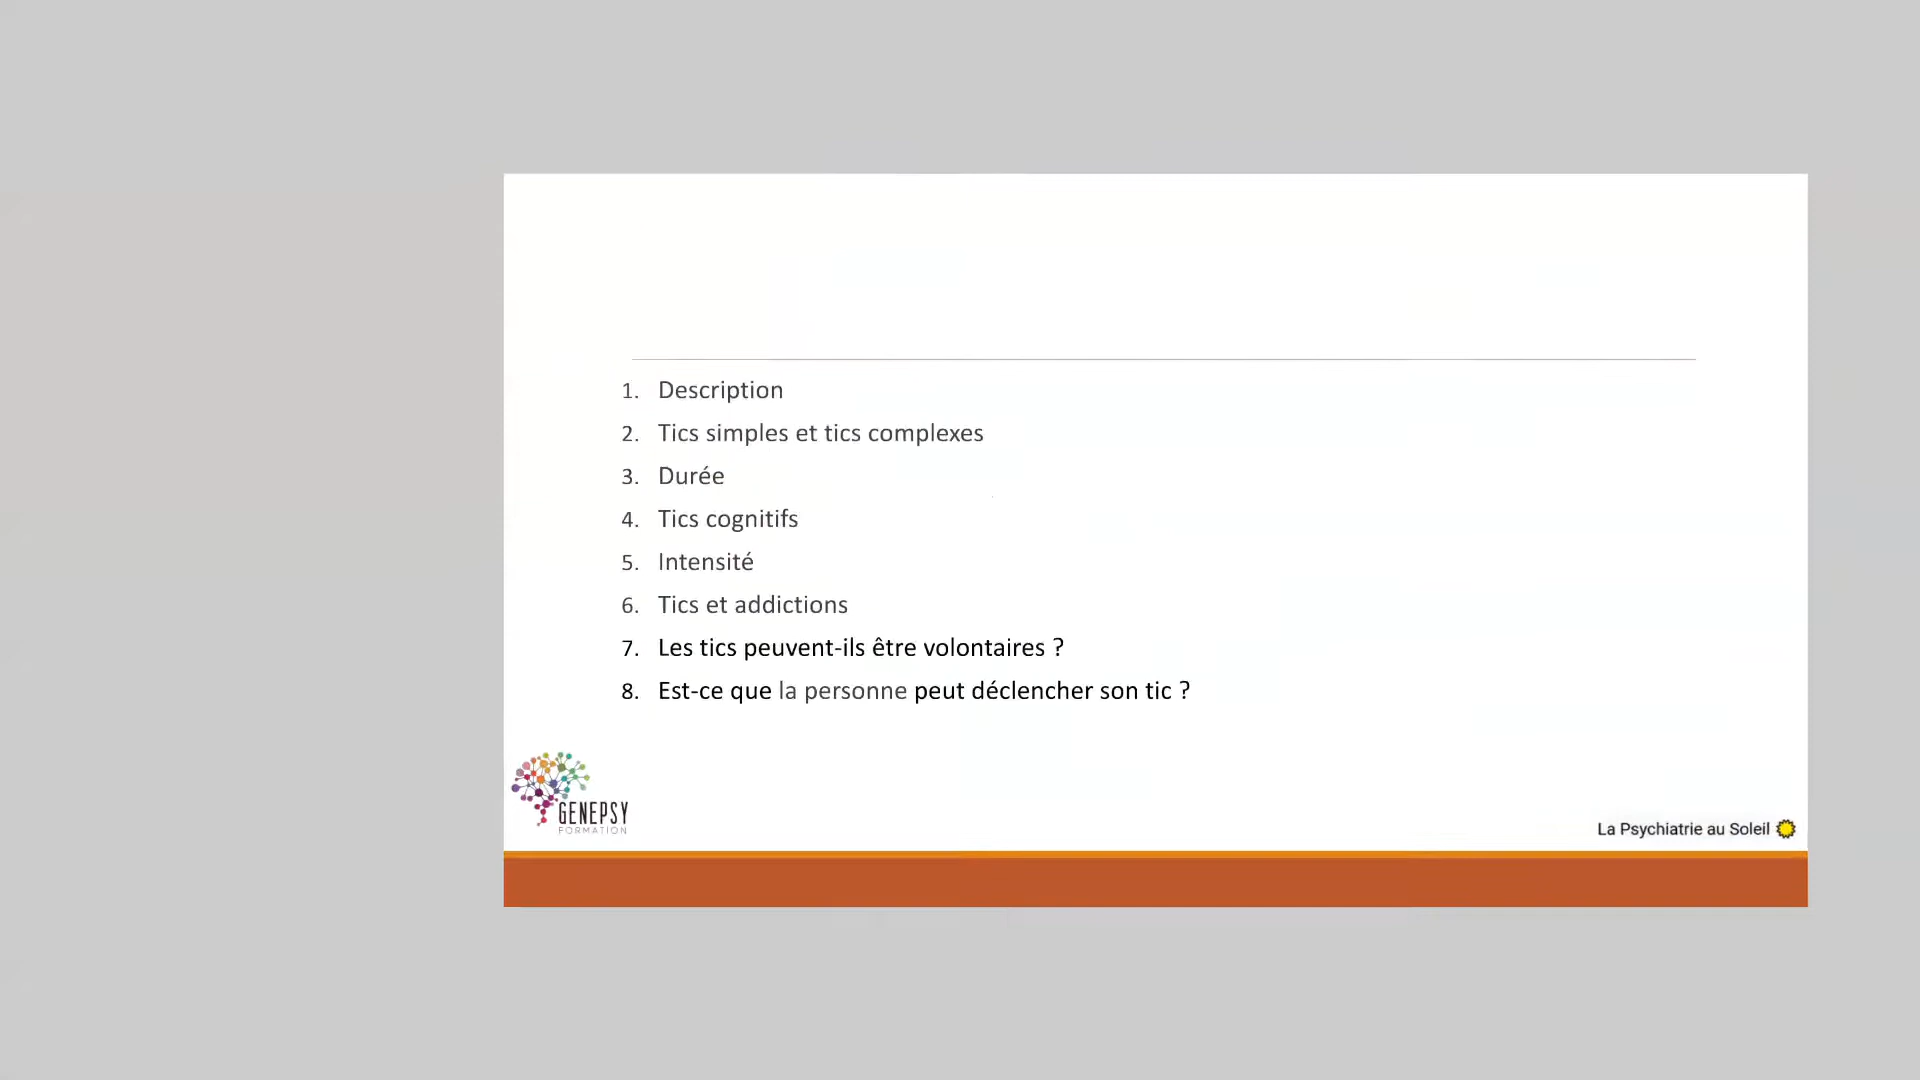 1. Description
2. Tics simples et tics complexes
3. Durée
4. Tics cognitifs
5. Intensité
6. Tics et addictions
7. Les tics peuvent-ils être volontaires ?
8. Est-ce que la personne peut déclencher son tic ?
GENEPSY
FORMATION
La Psychiatrie au Soleil